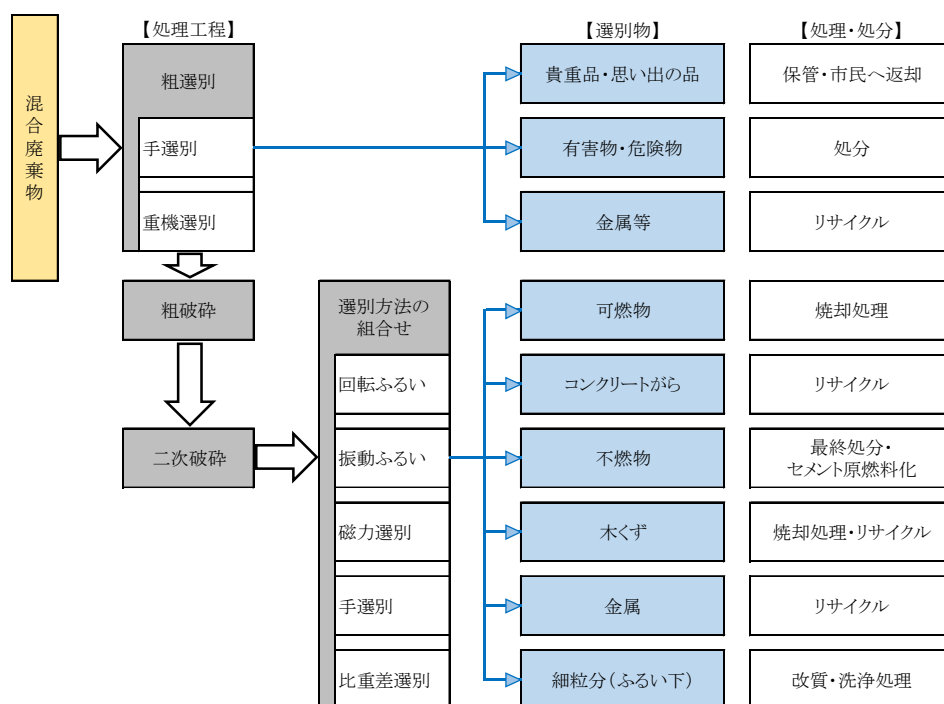 【処理工程】
【選別物】
【処理・処分】
混合廃棄物
粗選別
手選別
重機選別
貴重品・思い出の品
保管・市民へ返却
有害物・危険物
処分
金属等
リサイクル
粗破砕
二次破砕
選別方法の
組合せ
回転ふるい
振動ふるい
磁力選別
手選別
比重差選別
可燃物
焼却処理
コンクリートがら
リサイクル
不燃物
最終処分・
セメント原燃料化
木くず
焼却処理・リサイクル
金属
リサイクル
細粒分(ふるい下)
改質・洗浄処理